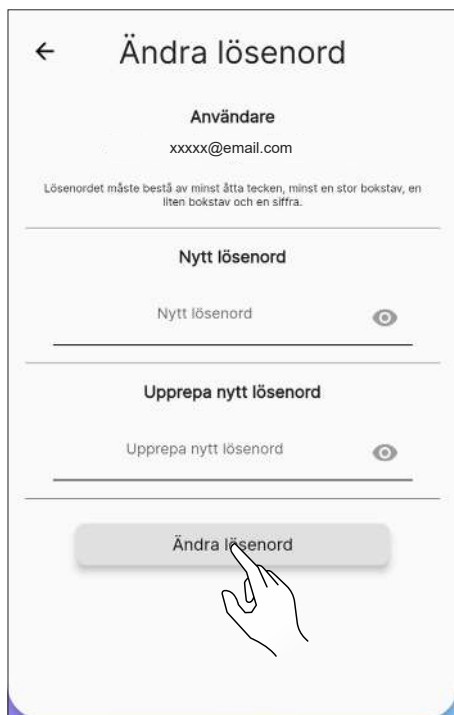 Ändra lösenord
Användare
xxxxx@email.com
Lösenordet måste bestå av minst åtta tecken, minst en stor bokstav, en
liten bokstav och en siffra.
Nytt lösenord
Nytt lösenord
Upprepa nytt lösenord
Upprepa nytt lösenord
Ändra lösenord